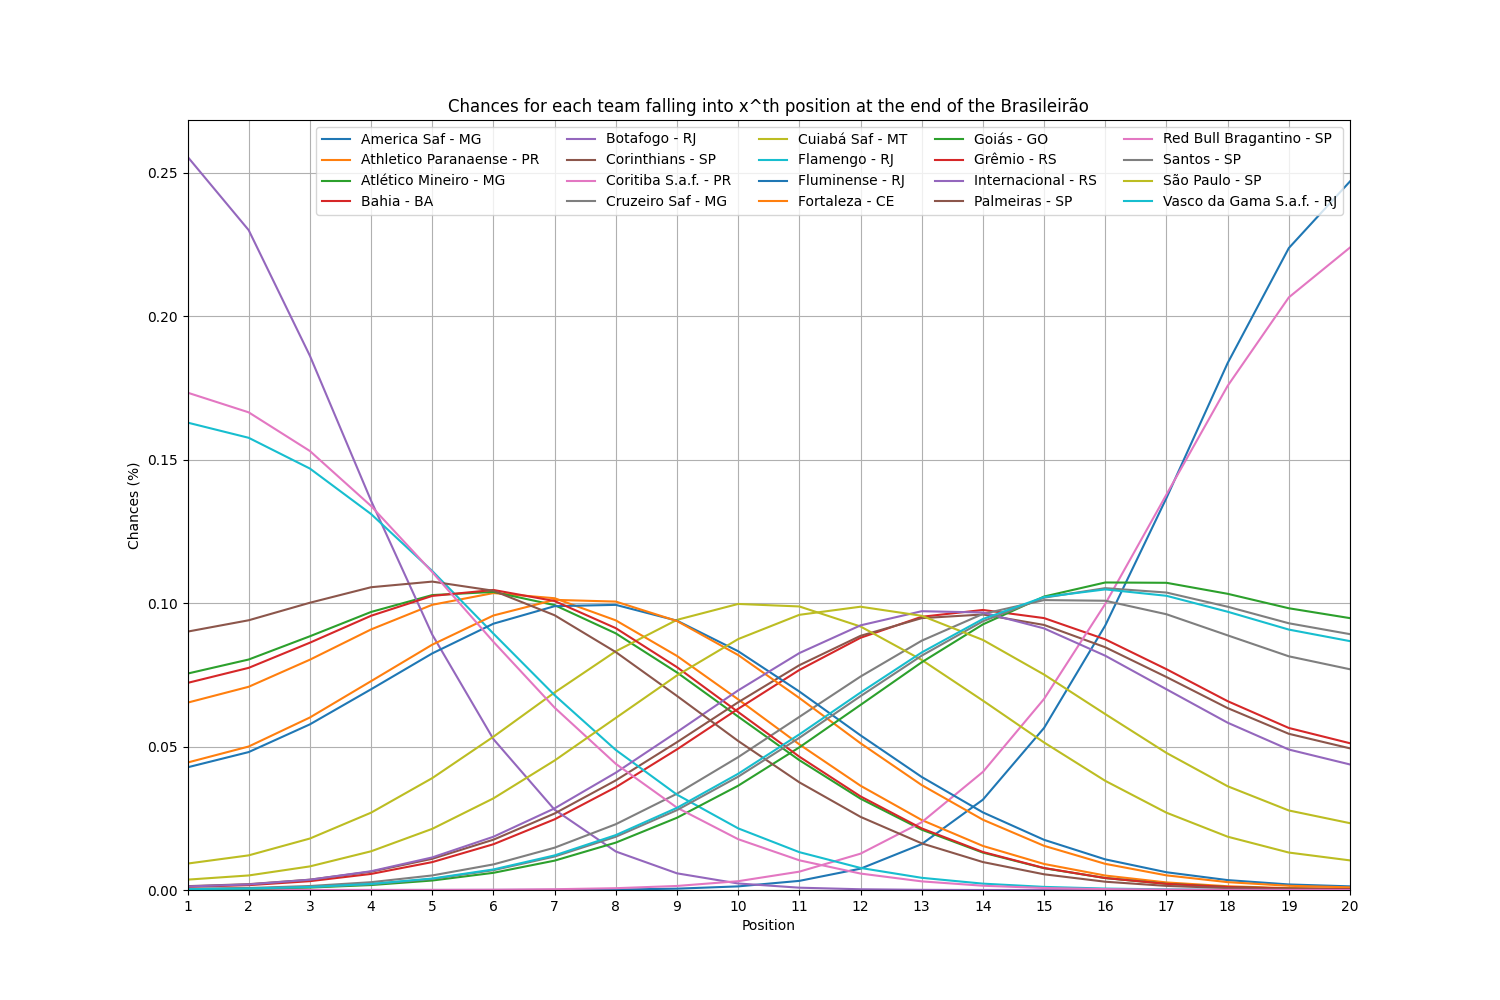 Chances for each team falling into x^th position at the end of the Brasileirão
America Saf - MG
Athletico Paranaense - PR
Atlético Mineiro - MG
Bahia - BA
Botafogo - RJ
Corinthians - SP
Coritiba S.a.f. - PR
Cruzeiro Saf - MG
Cuiabá Saf - MT
Flamengo - RJ
Fluminense - RJ
Fortaleza - CE
Goiás - GO
Grêmio - RS
Internacional - RS
Palmeiras - SP
Red Bull Bragantino - SP
Santos - SP
São Paulo - SP
Vasco da Gama S.a.f. - RJ
Chances (%)
0.25
0.20
0.15
0.10
0.05
0.00
1 2 3 4 5 6 7 8 9 10 11 12 13 14 15 16 17 18 19 20
Position